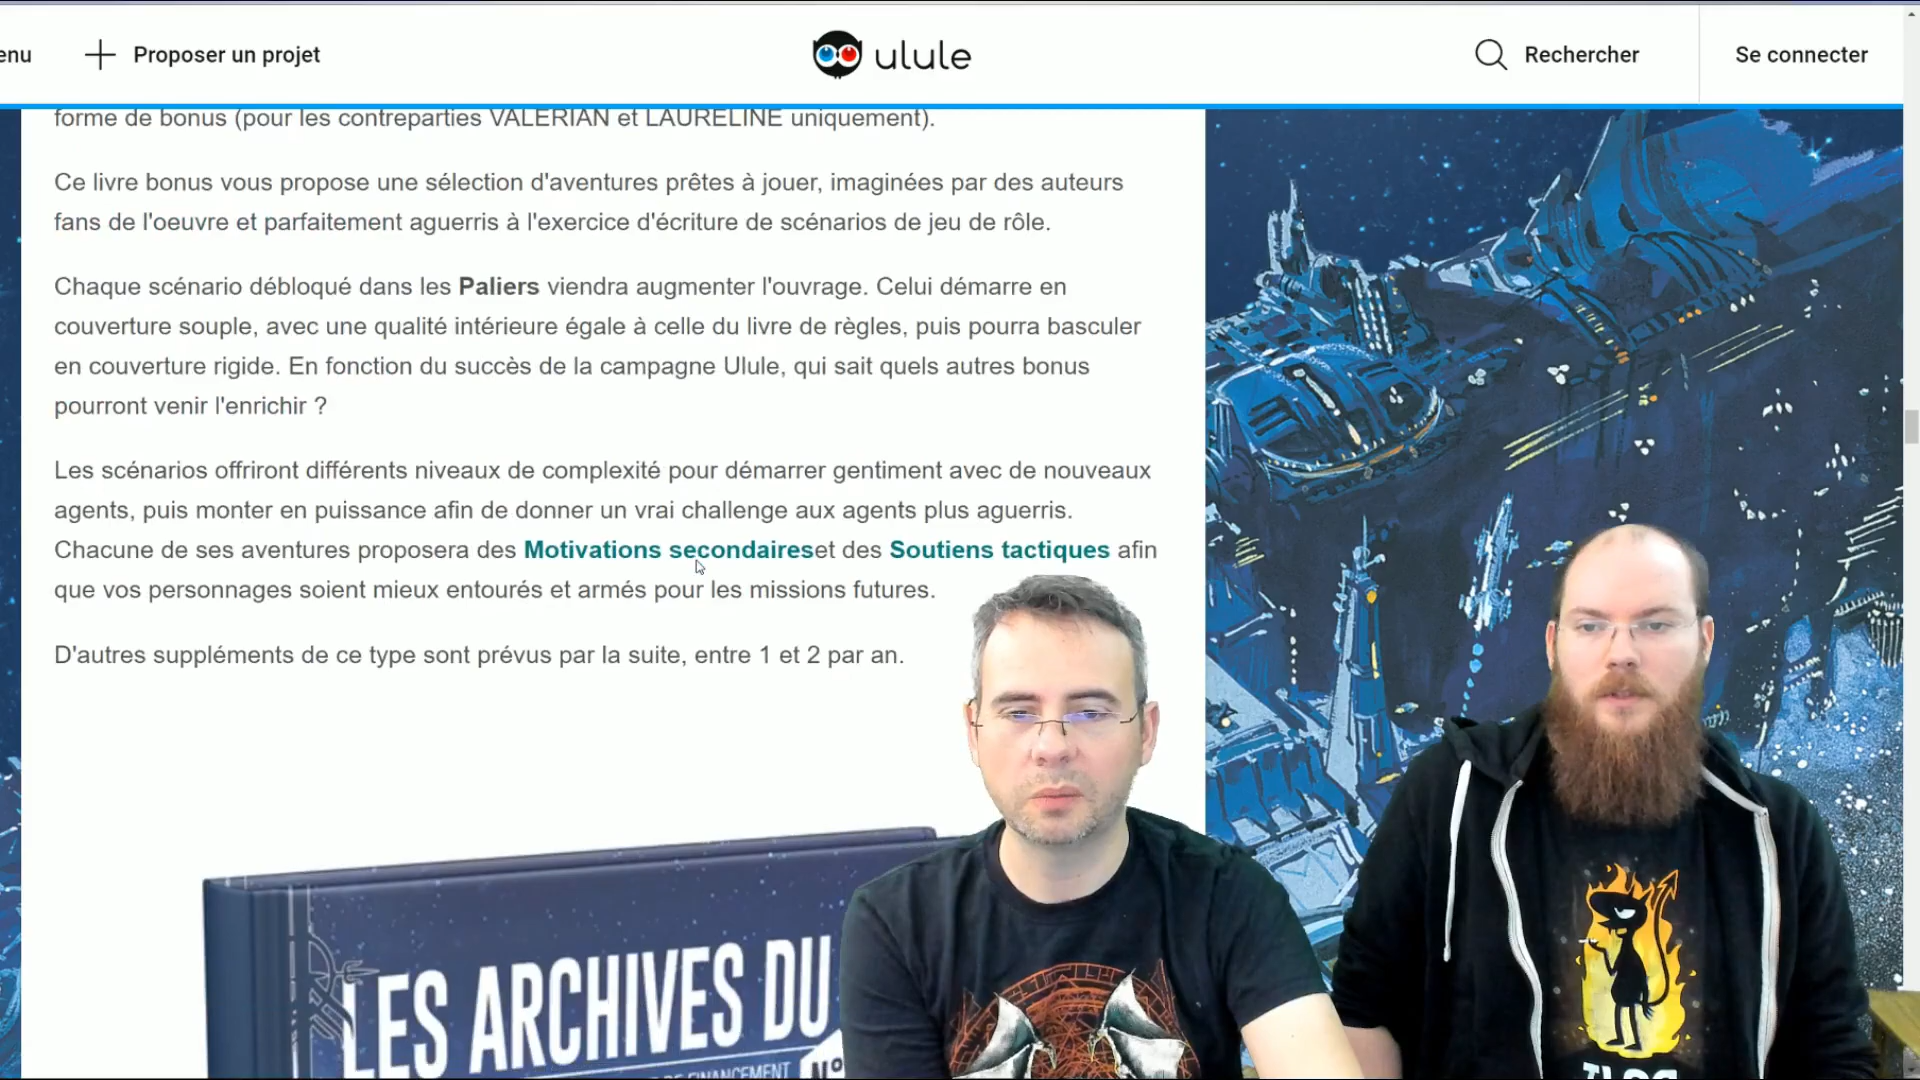 enu
Proposer un projet
ulule
Rechercher
Se connecter
forme de bonus (pour les contreparties VALERIAN et LAURELINE uniquement).
Ce livre bonus vous propose une sélection d'aventures prêtes à jouer, imaginées par des auteurs
fans de l'oeuvre et parfaitement aguerris à l'exercice d'écriture de scénarios de jeu de rôle.
Chaque scénario débloqué dans les Paliers viendra augmenter l'ouvrage. Celui démarre en
couverture souple, avec une qualité intérieure égale à celle du livre de règles, puis pourra basculer
en couverture rigide. En fonction du succès de la campagne Ulule, qui sait quels autres bonus
pourront venir l'enrichir ?
Les scénarios offriront différents niveaux de complexité pour démarrer gentiment avec de nouveaux
agents, puis monter en puissance afin de donner un vrai challenge aux agents plus aguerris.
Chacune de ses aventures proposera des Motivations secondaireset des Soutiens tactiques afin
que vos personnages soient mieux entourés et armés pour les missions futures.
D'autres suppléments de ce type sont prévus par la suite, entre 1 et 2 par an.
LES ARCHIVES DU
DE FINANCEMENT
N°